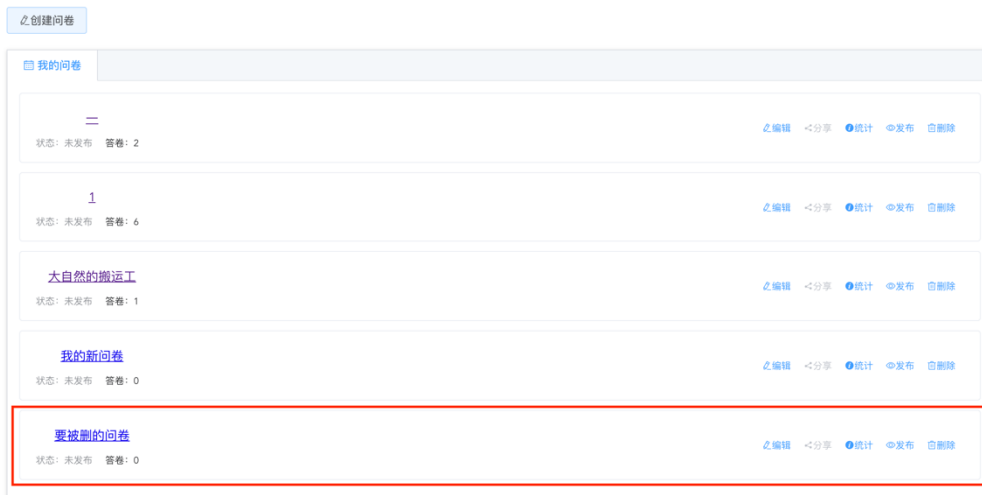 创建问卷
我的问卷
一
编辑 分享 统计 发布 删除
状态：未发布 答卷：2
1
编辑 分享 统计 发布 删除
状态：未发布 答卷：6
大自然的搬运工
编辑 分享 统计 发布 删除
状态：未发布 答卷：1
我的新问卷
编辑 分享 统计 发布 删除
状态：未发布 答卷：0
要被删的问卷
编辑 分享 统计 发布 删除
状态：未发布 答卷：0